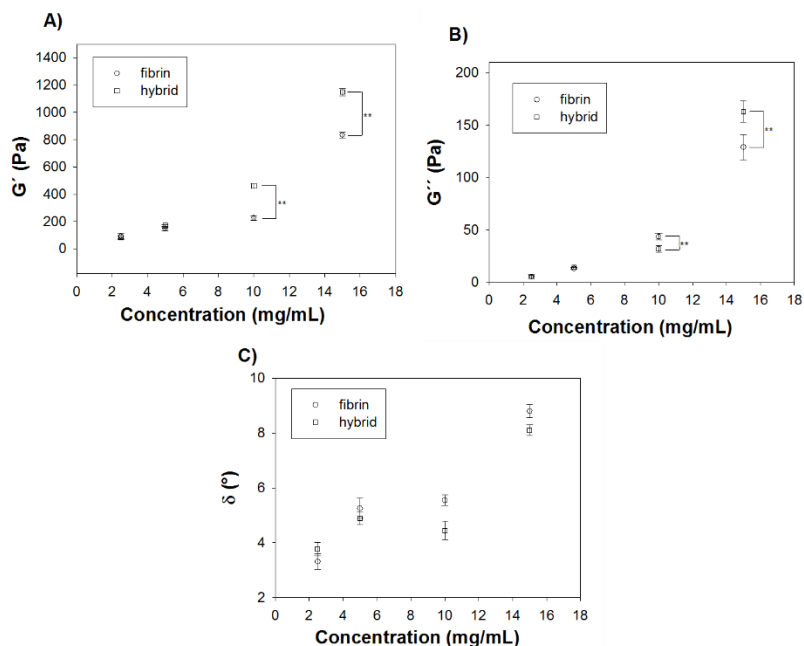 A)
1400
1200
1000
800
600
400
200
0
G´ (Pa)
fibrin
hybrid
**
**
0 2 4 6 8 10 12 14 16 18
Concentration (mg/mL)
B)
200
150
100
50
0
G´´ (Pa)
fibrin
hybrid
**
**
0 2 4 6 8 10 12 14 16 18
Concentration (mg/mL)
C)
10
8
6
4
2
δ (°)
fibrin
hybrid
0 2 4 6 8 10 12 14 16 18
Concentration (mg/mL)